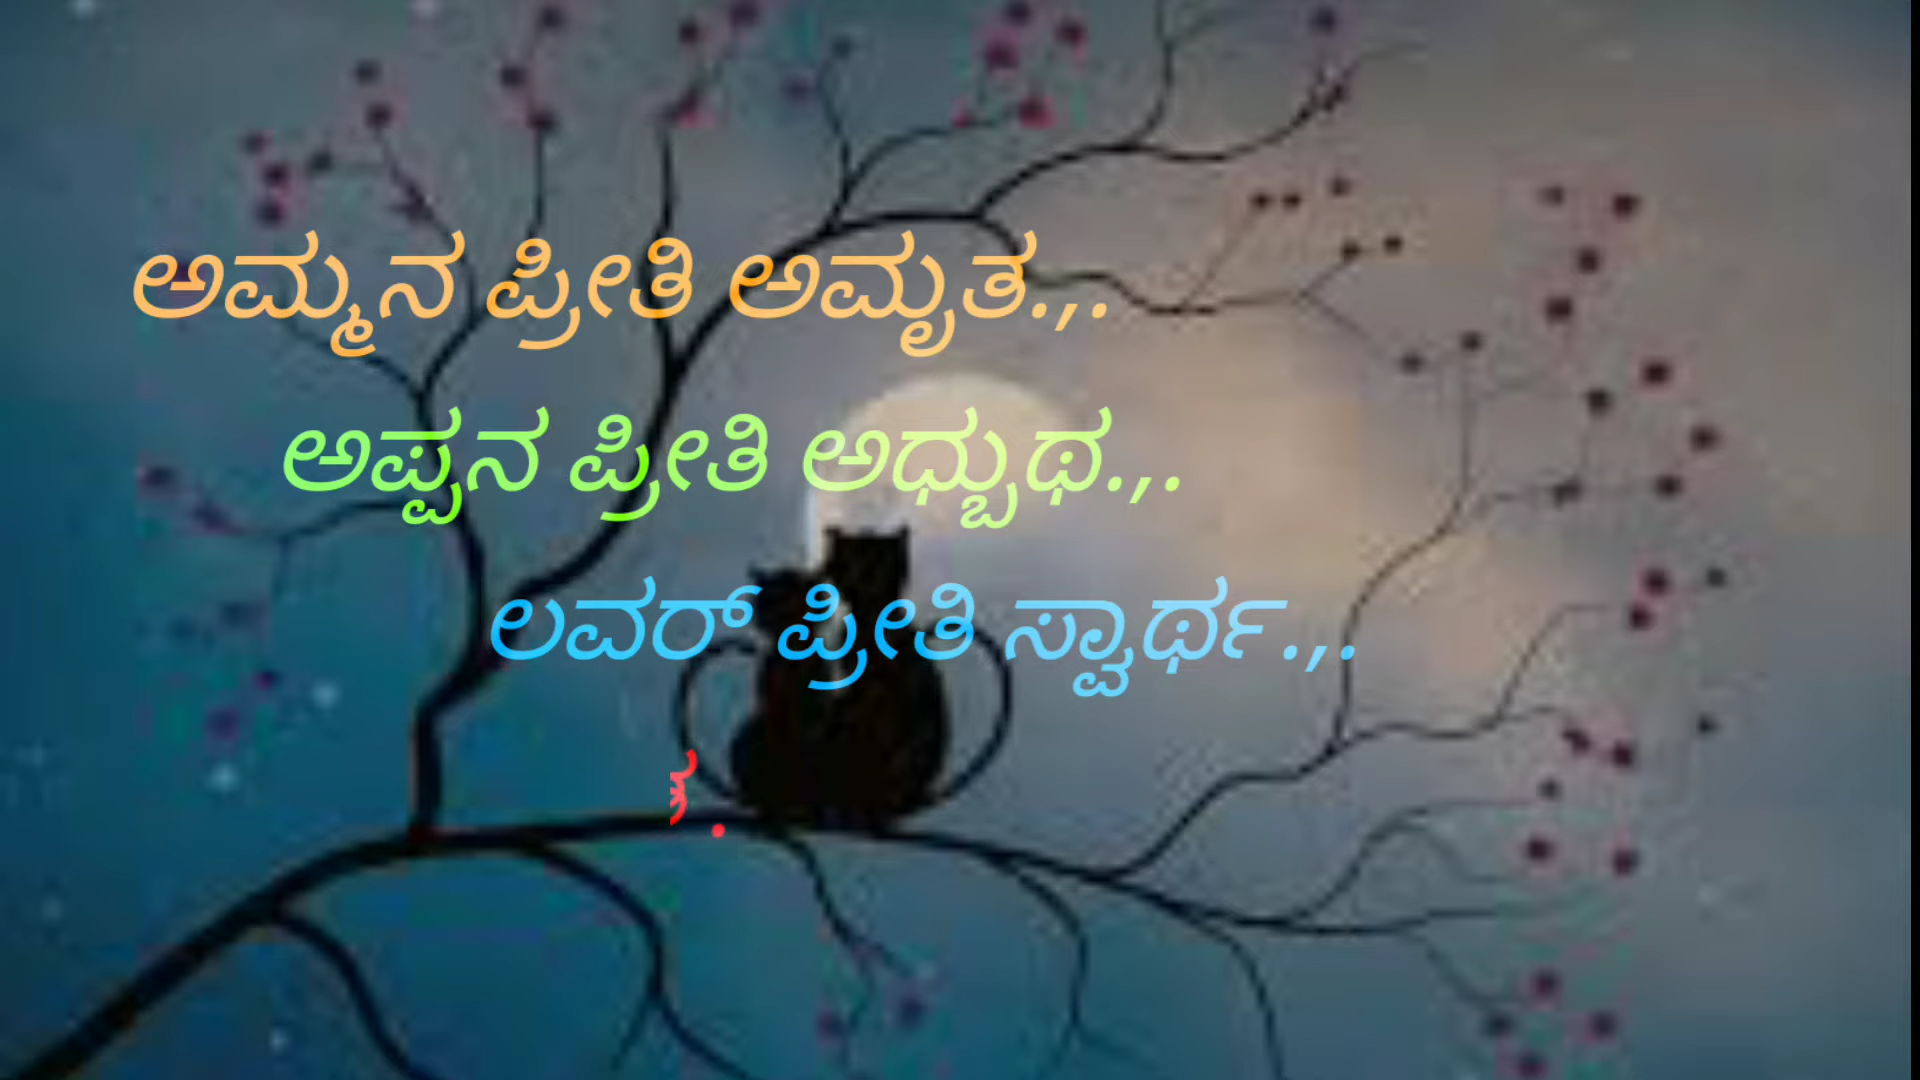 ಅಮ್ಮನ ಪ್ರೀತಿ ಅಮೃತ.,.
ಅಪ್ಪನ ಪ್ರೀತಿ ಅಧ್ಬುಥ.,.
ಲವರ್ ಪ್ರೀತಿ ಸ್ವಾರ್ಥ.,.